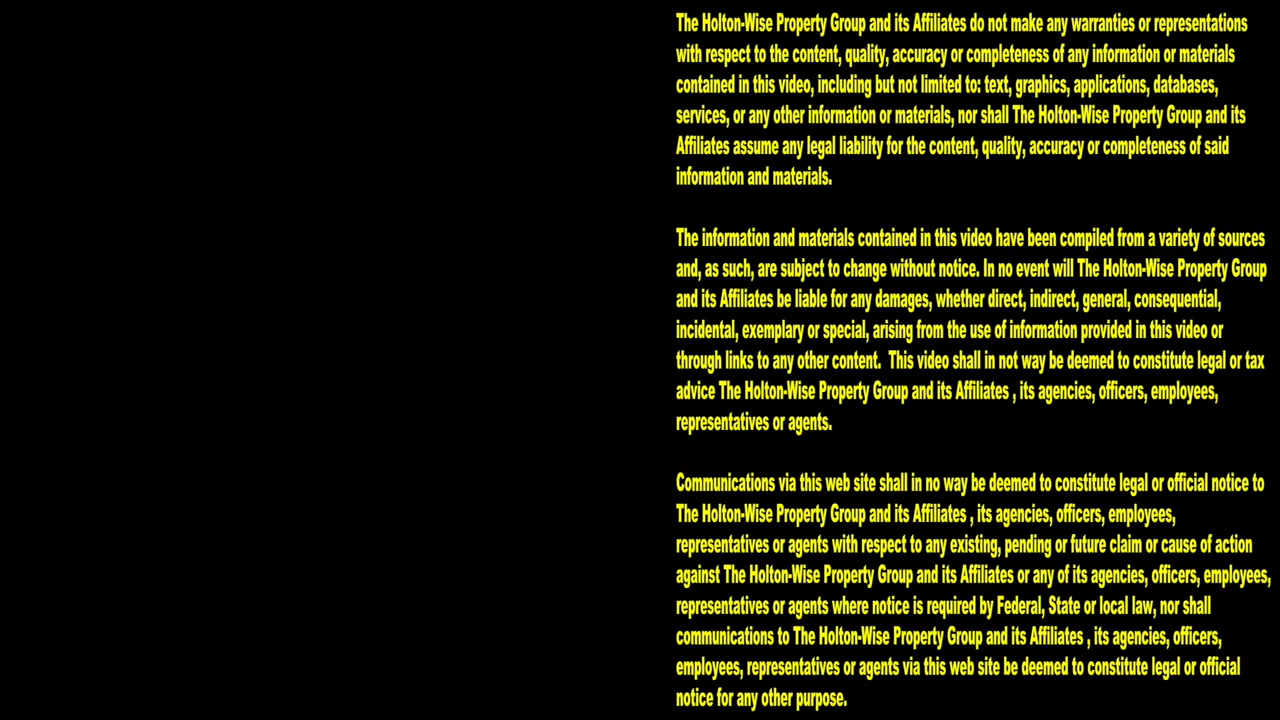 The Holton-Wise Property Group and its Affiliates do not make any warranties or representations
with respect to the content, quality, accuracy or completeness of any information or materials
contained in this video, including but not limited to: text, graphics, applications, databases,
services, or any other information or materials, nor shall The Holton-Wise Property Group and its
Affiliates assume any legal liability for the content, quality, accuracy or completeness of said
information and materials.
The information and materials contained in this video have been compiled from a variety of sources
and, as such, are subject to change without notice. In no event will The Holton-Wise Property Group
and its Affiliates be liable for any damages, whether direct, indirect, general, consequential,
incidental, exemplary or special, arising from the use of information provided in this video or
through links to any other content.  This video shall in not way be deemed to constitute legal or tax
advice The Holton-Wise Property Group and its Affiliates , its agencies, officers, employees,
representatives or agents.
Communications via this web site shall in no way be deemed to constitute legal or official notice to
The Holton-Wise Property Group and its Affiliates , its agencies, officers, employees,
representatives or agents with respect to any existing, pending or future claim or cause of action
against The Holton-Wise Property Group and its Affiliates or any of its agencies, officers, employees,
representatives or agents where notice is required by Federal, State or local law, nor shall
communications to The Holton-Wise Property Group and its Affiliates , its agencies, officers,
employees, representatives or agents via this web site be deemed to constitute legal or official
notice for any other purpose.